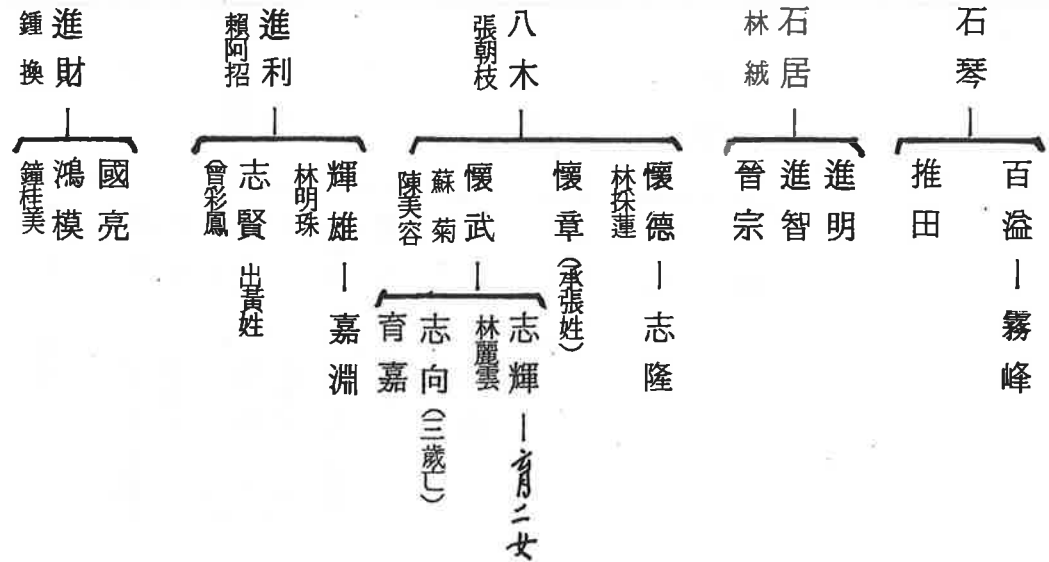 石琴
百溢
霧峰
推田
石居
林絨
進明
進智
晉宗
八木
張朝枝
懷德
林採蓮
志隆
懷章(承張姓)
懷武
蘇菊
陳美容
志輝
林麗雲
育二女
志向(三歲亡)
育嘉
進利
賴阿招
輝雄
林明珠
嘉淵
志賢
曾彩鳳
出黃姓
進財
鍾換
國亮
鴻模
鐘桂美